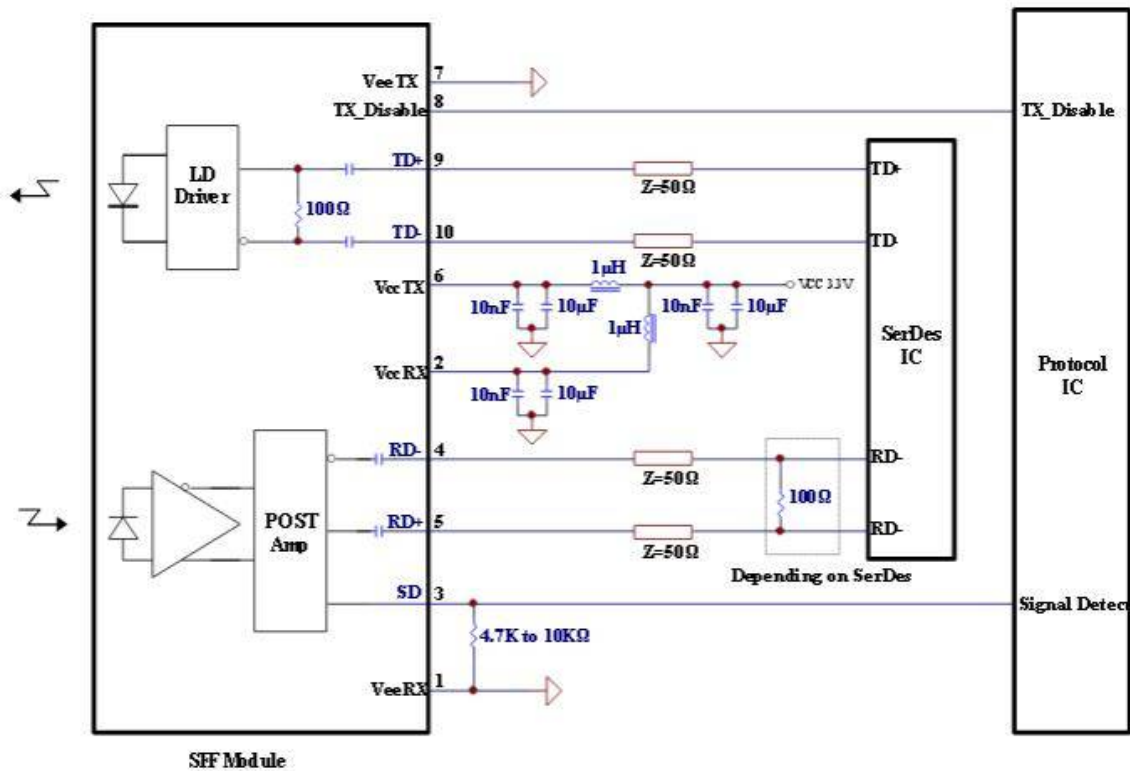 VeeTX
7
TX_Disable
8
TX_Disable
LD
Driver
100Ω
TD+
9
Z=50Ω
TD+
TD-
10
Z=50Ω
TD-
VccTX
6
1μH
10nF
10μF
1μH
10nF
10μF
VCC 3.3V
SerDes
IC
Protocol
IC
VccRX
2
10nF
10μF
RD-
4
Z=50Ω
RD-
POST
Amp
100Ω
RD+
5
Z=50Ω
RD-
Depending on SerDes
SD
3
Signal Detect
4.7K to 10KΩ
VeeRX
1
SFF Module